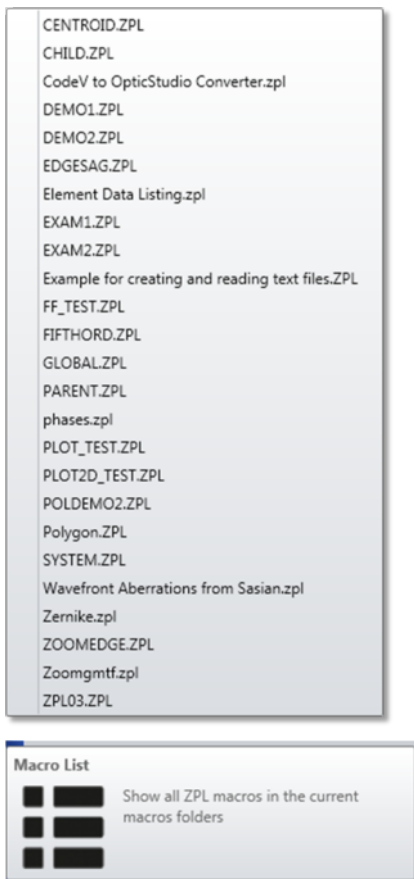 CENTROID.ZPL
CHILD.ZPL
CodeV to OpticStudio Converter.zpl
DEMO1.ZPL
DEMO2.ZPL
EDGESAG.ZPL
Element Data Listing.zpl
EXAM1.ZPL
EXAM2.ZPL
Example for creating and reading text files.ZPL
FF_TEST.ZPL
FIFTHORD.ZPL
GLOBAL.ZPL
PARENT.ZPL
phases.zpl
PLOT_TEST.ZPL
PLOT2D_TEST.ZPL
POLDEMO2.ZPL
Polygon.ZPL
SYSTEM.ZPL
Wavefront Aberrations from Sasian.zpl
Zernike.zpl
ZOOMEDGE.ZPL
Zoomgmtf.zpl
ZPL03.ZPL
Macro List
Show all ZPL macros in the current
macros folders